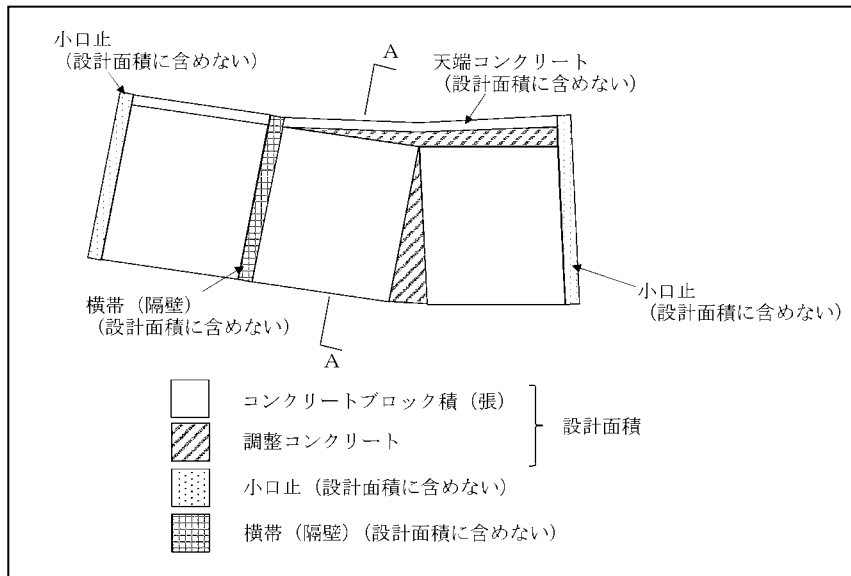 小口止
(設計面積に含めない)
A
天端コンクリート
(設計面積に含めない)
横帯(隔壁)
(設計面積に含めない)
A
小口止
(設計面積に含めない)
コンクリートブロック積(張)
調整コンクリート
設計面積
小口止(設計面積に含めない)
横帯(隔壁)(設計面積に含めない)